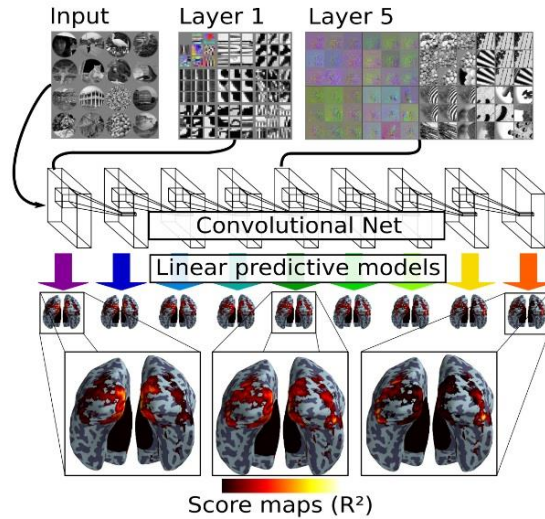 Input
Layer 1
Layer 5
Convolutional Net
Linear predictive models
Score maps (R²)